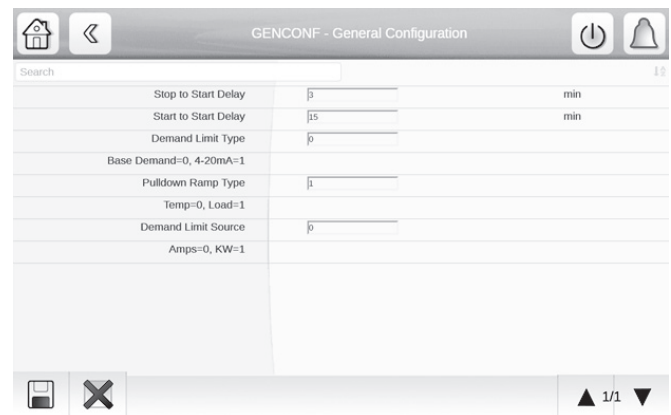 GENCONF - General Configuration
Search
Stop to Start Delay 3 min
Start to Start Delay 15 min
Demand Limit Type 0
Base Demand=0, 4-20mA=1
Pulldown Ramp Type 1
Temp=0, Load=1
Demand Limit Source 0
Amps=0, KW=1
1/1